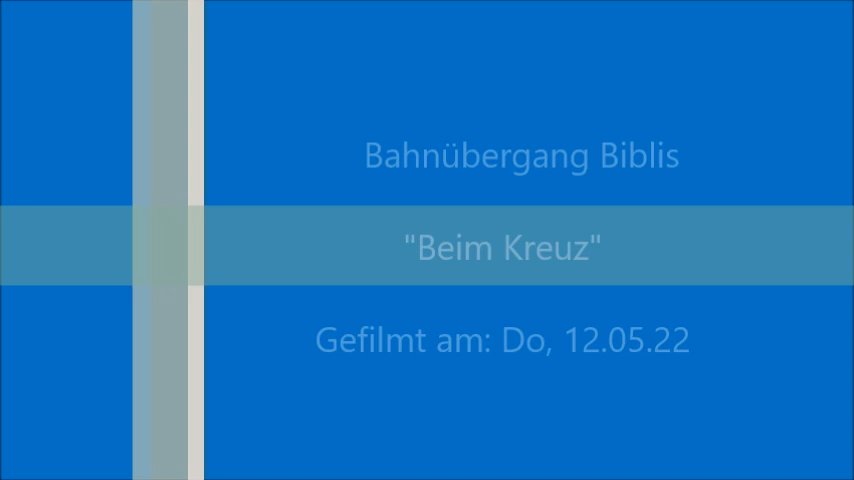 Bahnübergang Biblis
"Beim Kreuz"
Gefilmt am: Do, 12.05.22